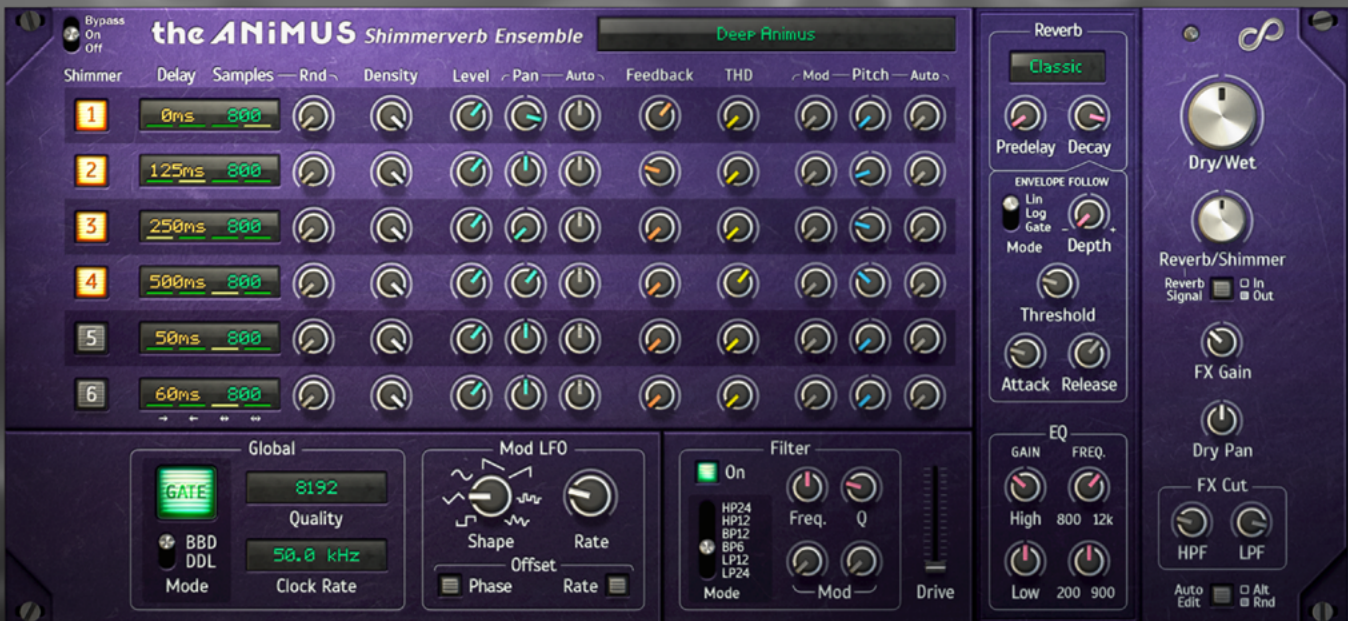 Bypass
On
Off
the ANiMUS Shimmerverb Ensemble
Deep Animus
Shimmer Delay Samples Rnd Density Level Pan Auto Feedback THD Mod Pitch Auto
1 0ms 800
2 125ms 800
3 250ms 800
4 500ms 800
5 50ms 800
6 60ms 800
Global
GATE
8192
Quality
BBD
DDL
Mode
50.0 kHz
Clock Rate
Mod LFO
Shape Rate
Offset
Phase Rate
Filter
On
HP24
HP12
BP12
BP6
LP12
LP24
Mode
Freq. Q
Mod
Drive
Reverb
Classic
Predelay Decay
ENVELOPE FOLLOW
Lin
Log
Gate
Mode
- +
Depth
Threshold
Attack Release
EQ
GAIN FREQ.
High 800 12k
Low 200 900
Dry/Wet
Reverb/Shimmer
Reverb
Signal
In
Out
FX Gain
Dry Pan
FX Cut
HPF LPF
Auto
Edit
Alt
Rnd